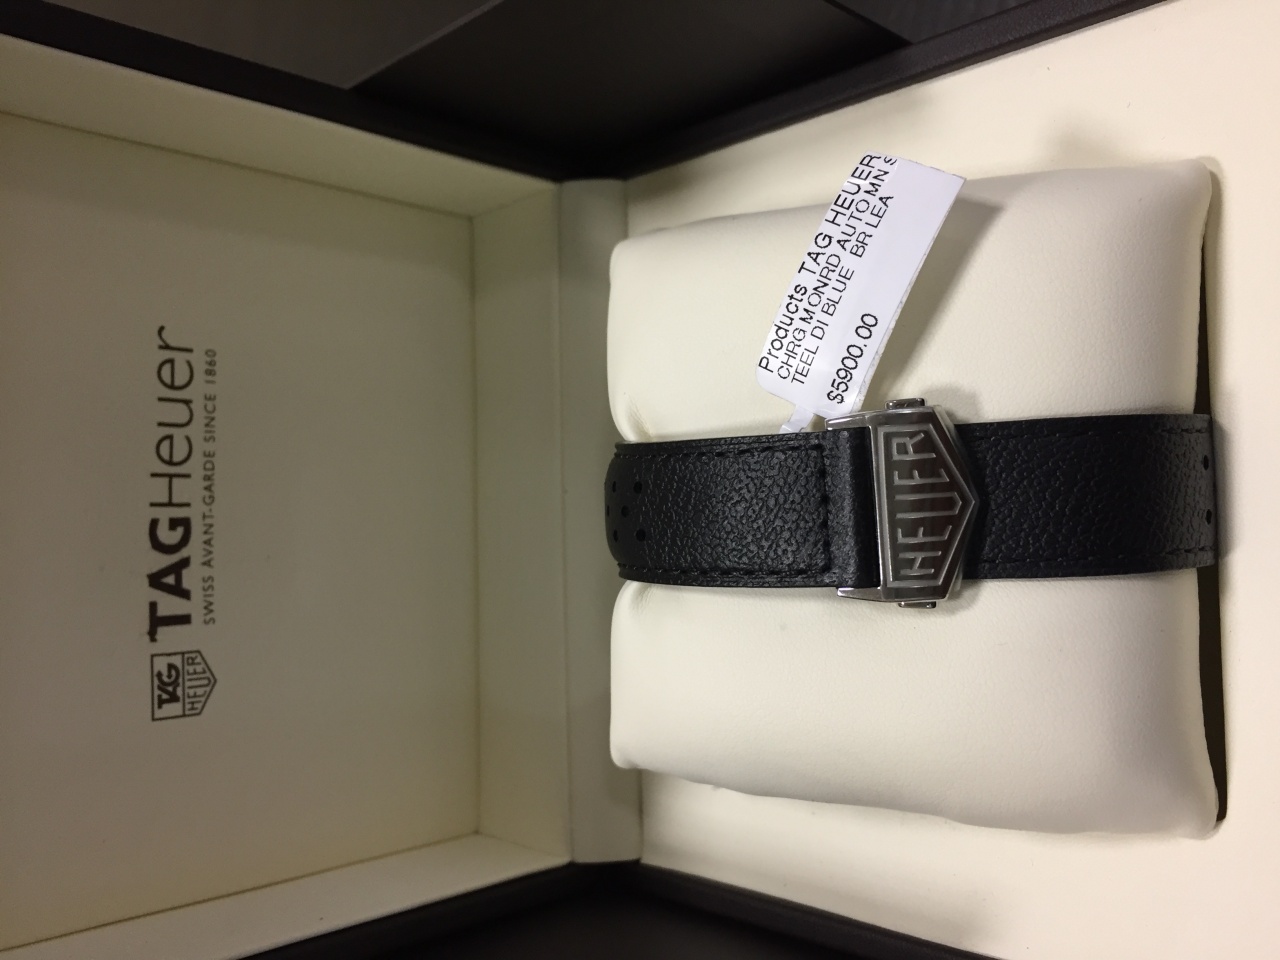 TAG
HEUER
TAGHeuer
SWISS AVANT-GARDE SINCE 1860
Products TAG HEUER
CHRG MONRD AUTO MN S
TEEL DI BLUE BR LEA
$5900.00
HEUER